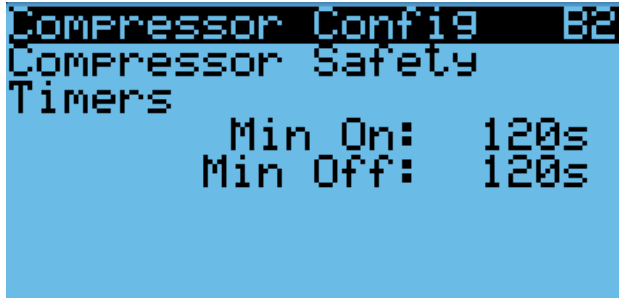 Compressor Config B2
Compressor Safety
Timers
Min On: 120s
Min Off: 120s